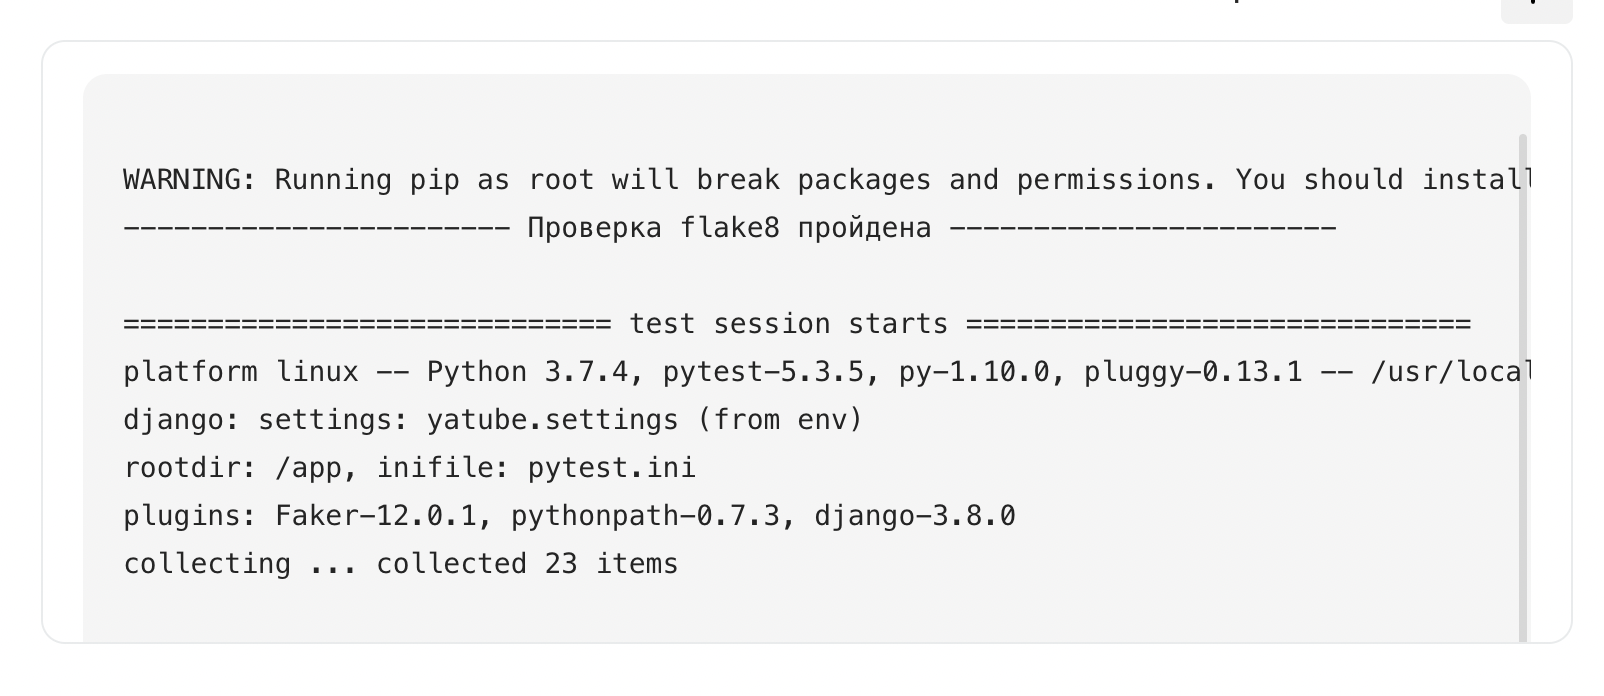 WARNING: Running pip as root will break packages and permissions. You should install
----------------------- Проверка flake8 пройдена -----------------------
============================= test session starts ==============================
platform linux -- Python 3.7.4, pytest-5.3.5, py-1.10.0, pluggy-0.13.1 -- /usr/local
django: settings: yatube.settings (from env)
rootdir: /app, inifile: pytest.ini
plugins: Faker-12.0.1, pythonpath-0.7.3, django-3.8.0
collecting ... collected 23 items